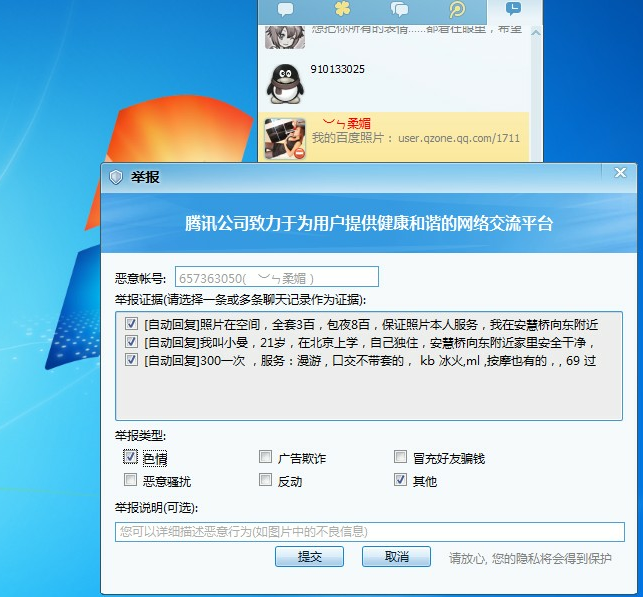 想把你所有的表情……都看在眼里，希望
910133025
︶ㄣ柔媚
我的百度照片： user.qzone.qq.com/1711
举报
腾讯公司致力于为用户提供健康和谐的网络交流平台
恶意帐号: 657363050( ︶ㄣ柔媚 )
举报证据(请选择一条或多条聊天记录作为证据):
[自动回复]照片在空间，全套3百，包夜8百，保证照片本人服务，我在安慧桥向东附近
[自动回复]我叫小曼，21岁，在北京上学，自己独住，安慧桥向东附近家里安全干净，
[自动回复]300一次 ，服务：漫游 , 口交不带套的， kb 冰火,ml ,按摩也有的，, 69 过
举报类型:
色情 广告欺诈 冒充好友骗钱
恶意骚扰 反动 其他
举报说明(可选):
您可以详细描述恶意行为(如图片中的不良信息)
提交 取消 请放心, 您的隐私将会得到保护